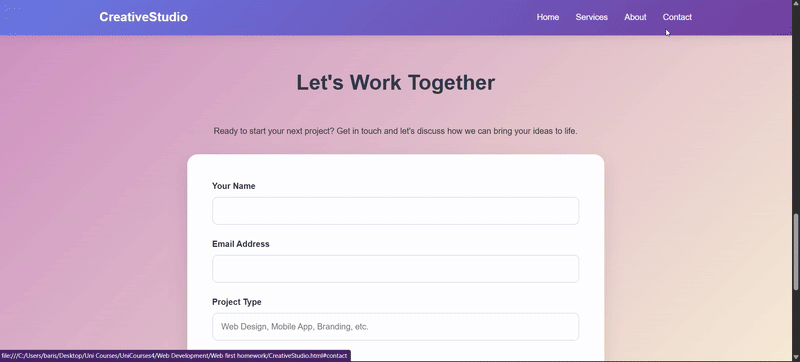 CreativeStudio
Home Services About Contact
Let's Work Together
Ready to start your next project? Get in touch and let's discuss how we can bring your ideas to life.
Your Name
Email Address
Project Type
Web Design, Mobile App, Branding, etc.
file:///C:/Users/baris/Desktop/Uni Courses/UniCourses4/Web Development/Web first homework/CreativeStudio.html#contact